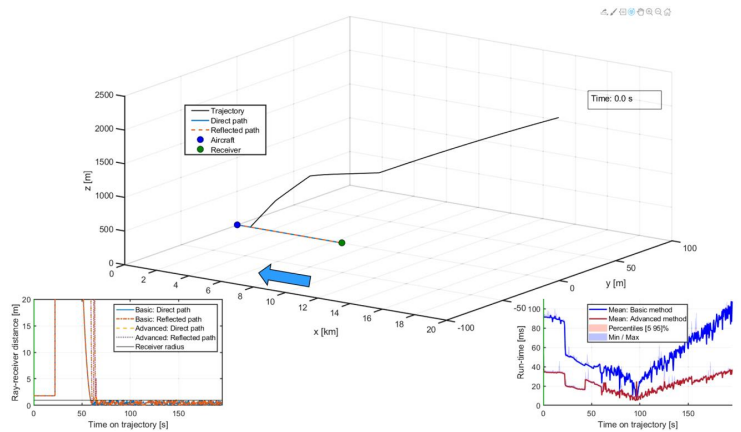 2500
2000
1500
1000
500
0
z [m]
Trajectory
Direct path
Reflected path
Aircraft
Receiver
Time: 0.0 s
0
2
4
6
8
10
12
14
16
18
20
x [km]
-100
-50
0
50
100
y [m]
20
15
10
5
0
Ray-receiver distance [m]
Basic: Direct path
Basic: Reflected path
Advanced: Direct path
Advanced: Reflected path
Receiver radius
0
50
100
150
Time on trajectory [s]
100
80
60
40
20
0
Run-time [ms]
Mean: Basic method
Mean: Advanced method
Percentiles [5 95]%
Min / Max
0
50
100
150
Time on trajectory [s]